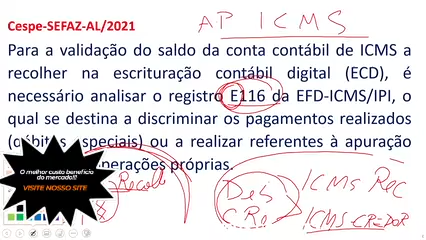 Cespe-SEFAZ-AL/2021
AP ICMS
Para a validação do saldo da conta contábil de ICMS a
recolher na escrituração contábil digital (ECD), é
necessário analisar o registro E116 da EFD-ICMS/IPI, o
qual se destina a discriminar os pagamentos realizados
(débitos especiais) ou a realizar referentes à apuração
operações próprias.
O melhor custo benefício
do mercado!!!
VISITE NOSSO SITE
ICMS Rec
ICMS CREDOR